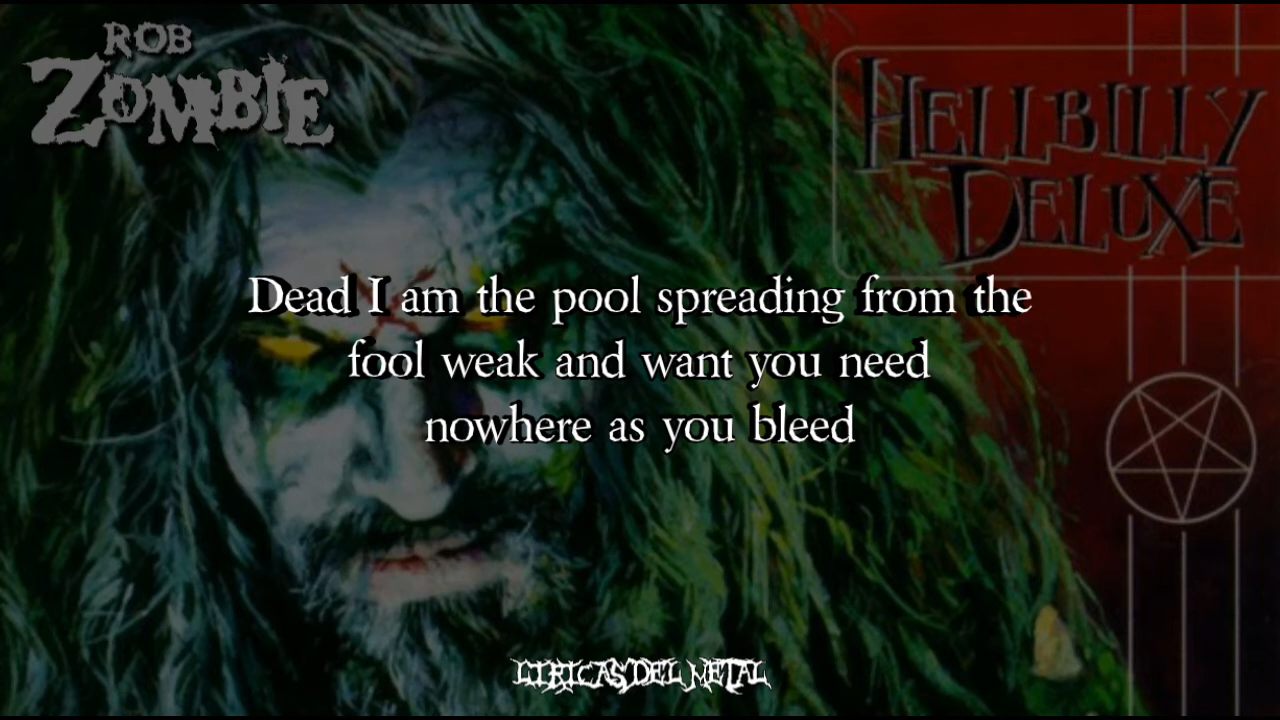 ROB
ZOMBIE
HELLBILLY
DELUXE
Dead I am the pool spreading from the
fool weak and want you need
nowhere as you bleed
LIRICAS DEL METAL